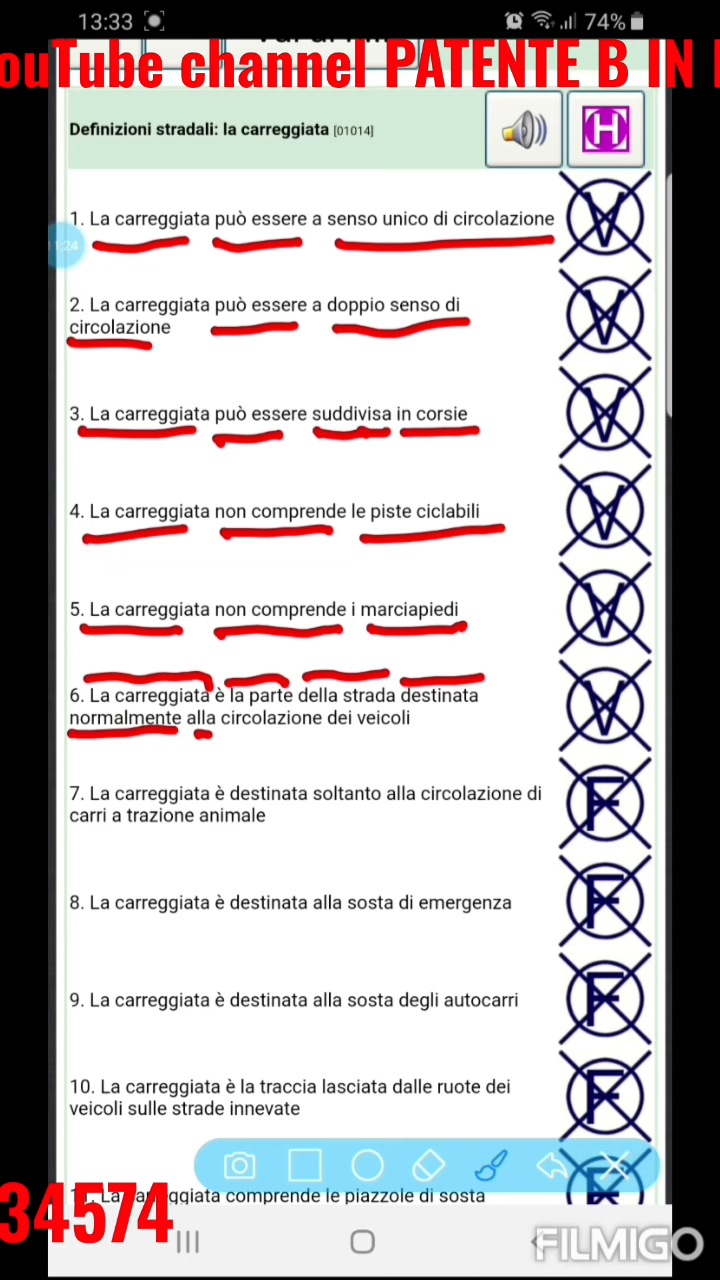 13:33
74%
ouTube channel PATENTE B IN
Definizioni stradali: la carreggiata [01014]
H
1. La carreggiata può essere a senso unico di circolazione
V
11:24
2. La carreggiata può essere a doppio senso di
circolazione
V
3. La carreggiata può essere suddivisa in corsie
V
4. La carreggiata non comprende le piste ciclabili
V
5. La carreggiata non comprende i marciapiedi
V
6. La carreggiata è la parte della strada destinata
normalmente alla circolazione dei veicoli
V
7. La carreggiata è destinata soltanto alla circolazione di
carri a trazione animale
F
8. La carreggiata è destinata alla sosta di emergenza
F
9. La carreggiata è destinata alla sosta degli autocarri
F
10. La carreggiata è la traccia lasciata dalle ruote dei
veicoli sulle strade innevate
F
11. La carreggiata comprende le piazzole di sosta
F
34574
FILMIGO